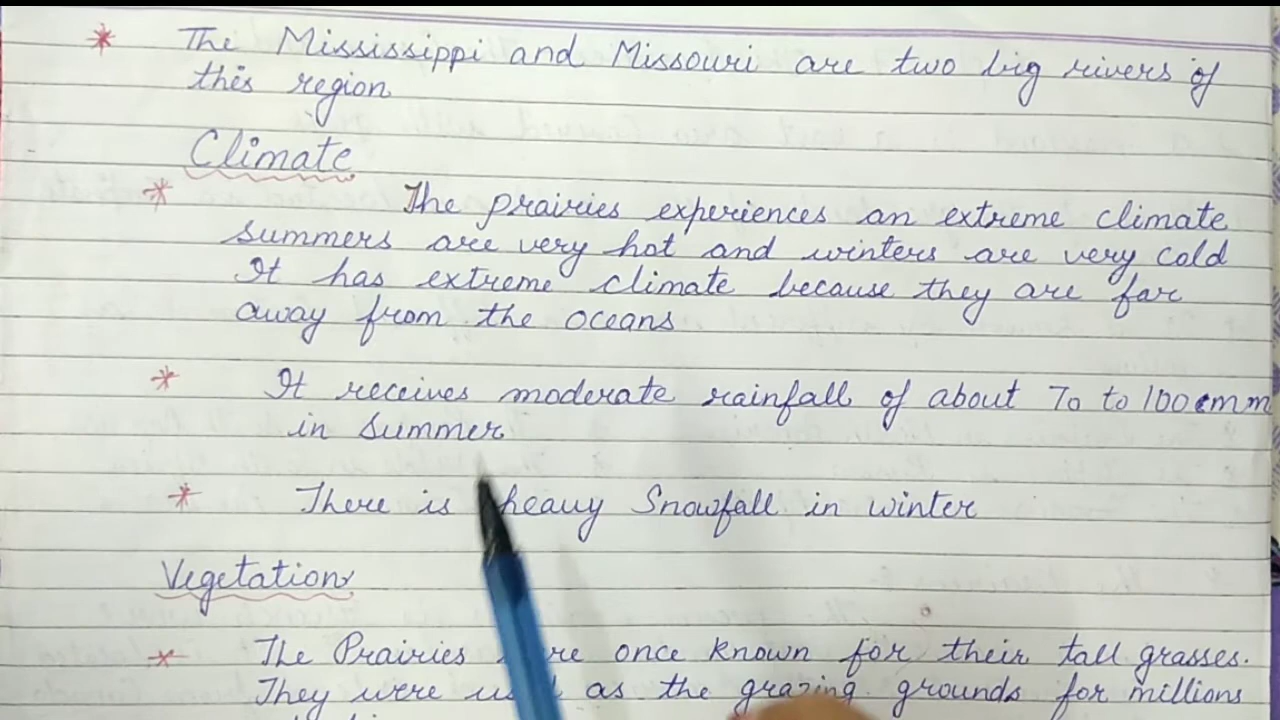 The Mississippi and Missouri are two big rivers of
this region
Climate
The prairies experiences an extreme climate
summers are very hot and winters are very cold
It has extreme climate because they are far
away from the oceans
It receives moderate rainfall of about 70 to 100 cmm
in summer
There is heavy Snowfall in winter
Vegetation
The Prairies once known for their tall grasses.
They were as the grazing grounds for millions